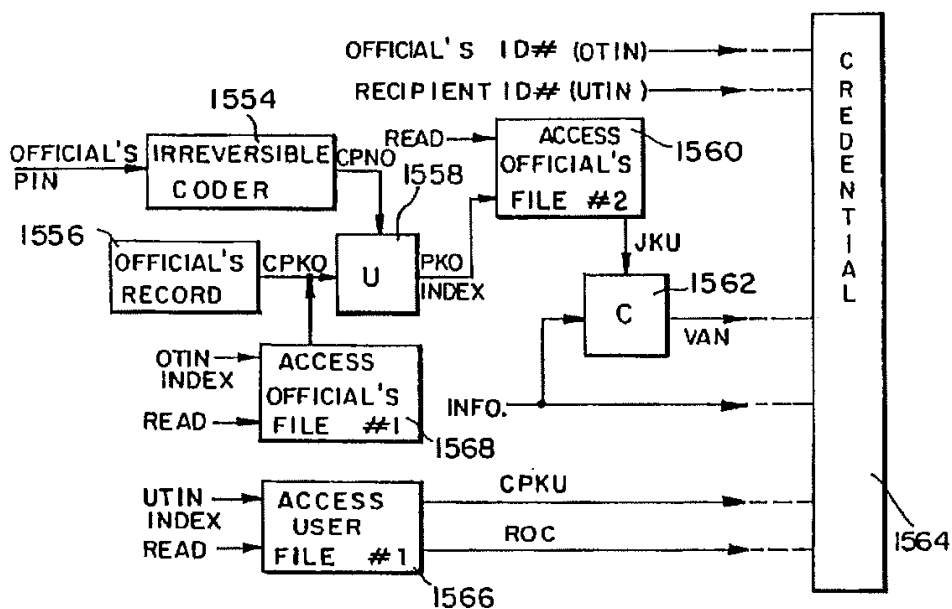 OFFICIAL'S ID# (OTIN)
RECIPIENT ID# (UTIN)
CREDENTIAL
1554
OFFICIAL'S
PIN
IRREVERSIBLE
CODER
CPNO
1558
READ
ACCESS
OFFICIAL'S
FILE #2
1560
1556
OFFICIAL'S
RECORD
CPKO
U
PKO
INDEX
JKU
C
1562
VAN
OTIN
INDEX
READ
ACCESS
OFFICIAL'S
FILE #1
1568
INFO.
UTIN
INDEX
READ
ACCESS
USER
FILE #1
1566
CPKU
ROC
1564